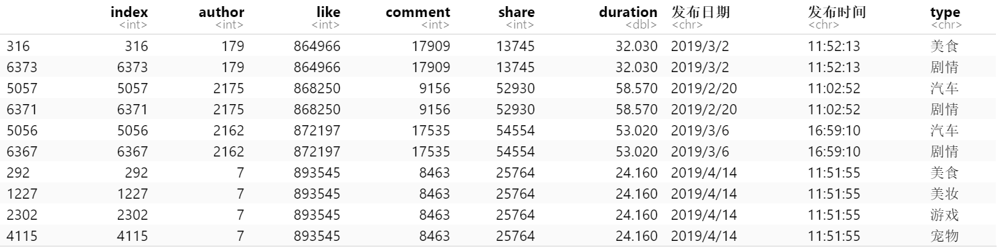 index author like comment share duration 发布日期 发布时间 type
<int> <int> <int> <int> <int> <dbl> <chr> <chr> <chr>
316 316 179 864966 17909 13745 32.030 2019/3/2 11:52:13 美食
6373 6373 179 864966 17909 13745 32.030 2019/3/2 11:52:13 剧情
5057 5057 2175 868250 9156 52930 58.570 2019/2/20 11:02:52 汽车
6371 6371 2175 868250 9156 52930 58.570 2019/2/20 11:02:52 剧情
5056 5056 2162 872197 17535 54554 53.020 2019/3/6 16:59:10 汽车
6367 6367 2162 872197 17535 54554 53.020 2019/3/6 16:59:10 剧情
292 292 7 893545 8463 25764 24.160 2019/4/14 11:51:55 美食
1227 1227 7 893545 8463 25764 24.160 2019/4/14 11:51:55 美妆
2302 2302 7 893545 8463 25764 24.160 2019/4/14 11:51:55 游戏
4115 4115 7 893545 8463 25764 24.160 2019/4/14 11:51:55 宠物